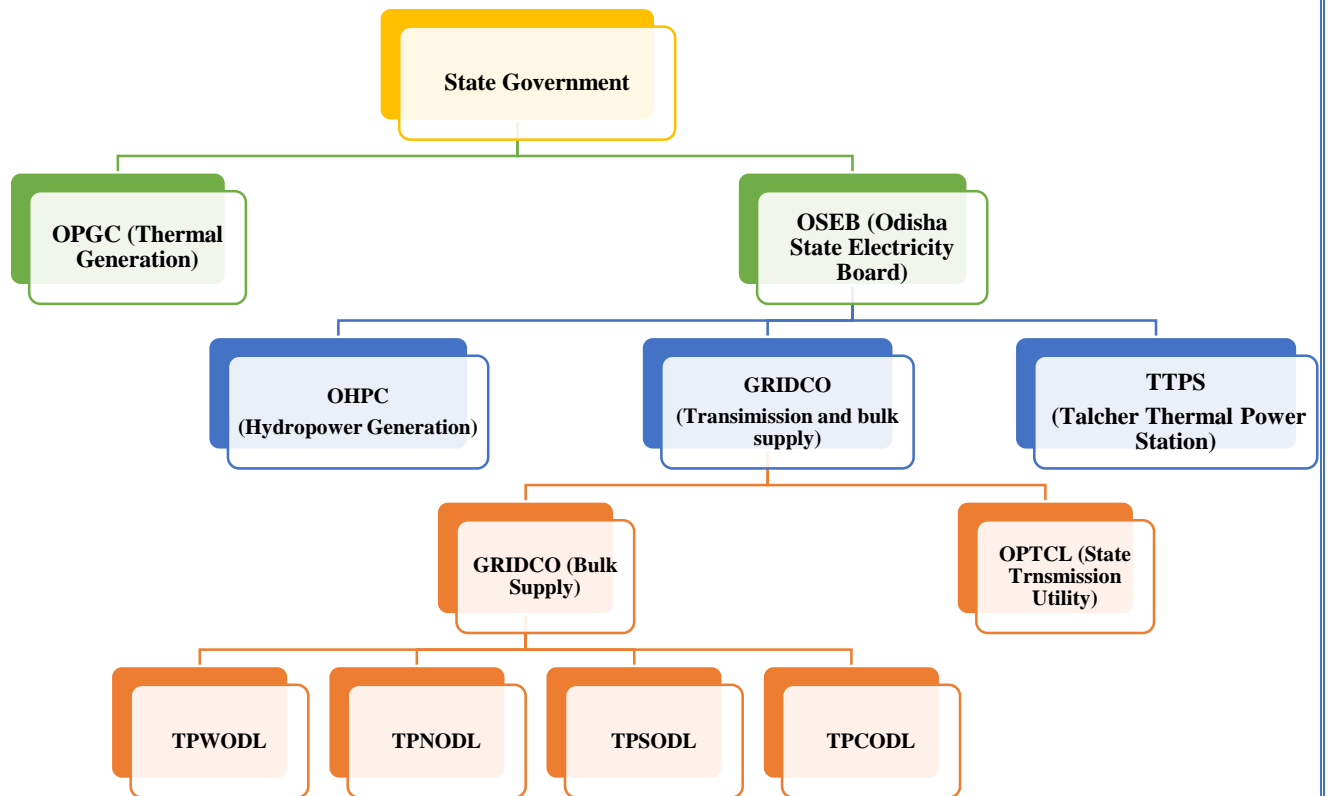 State Government
OPGC (Thermal
Generation)
OSEB (Odisha
State Electricity
Board)
OHPC
(Hydropower Generation)
GRIDCO
(Transimission and bulk
supply)
TTPS
(Talcher Thermal Power
Station)
GRIDCO (Bulk
Supply)
OPTCL (State
Trnsmission
Utility)
TPWODL
TPNODL
TPSODL
TPCODL